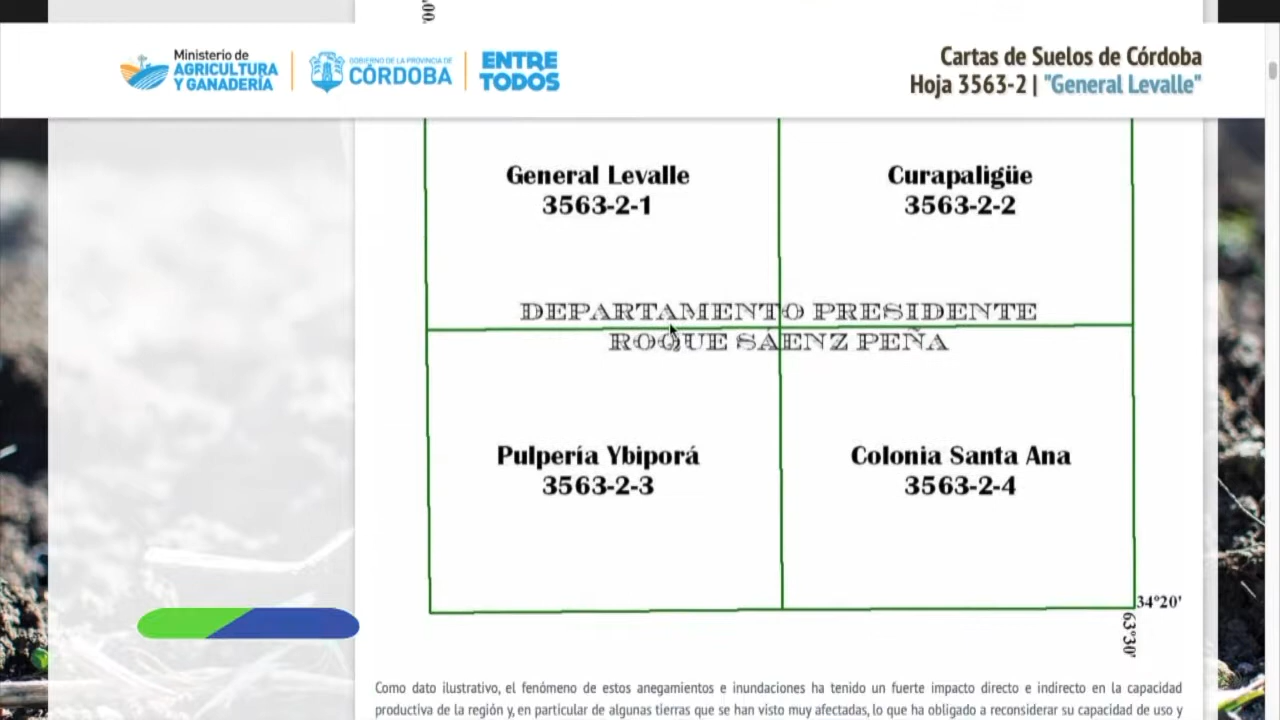 00.
Ministerio de
AGRICULTURA
Y GANADERÍA
GOBIERNO DE LA PROVINCIA DE
CÓRDOBA
ENTRE
TODOS
Cartas de Suelos de Córdoba
Hoja 3563-2 | "General Levalle"
General Levalle
3563-2-1
Curapaligüe
3563-2-2
DEPARTAMENTO PRESIDENTE
ROQUE SÁENZ PEÑA
Pulpería Ybiporá
3563-2-3
Colonia Santa Ana
3563-2-4
34°20'
63°30'
Como dato ilustrativo, el fenómeno de estos anegamientos e inundaciones ha tenido un fuerte impacto directo e indirecto en la capacidad
productiva de la región y, en particular de algunas tierras que se han visto muy afectadas, lo que ha obligado a reconsiderar su capacidad de uso y